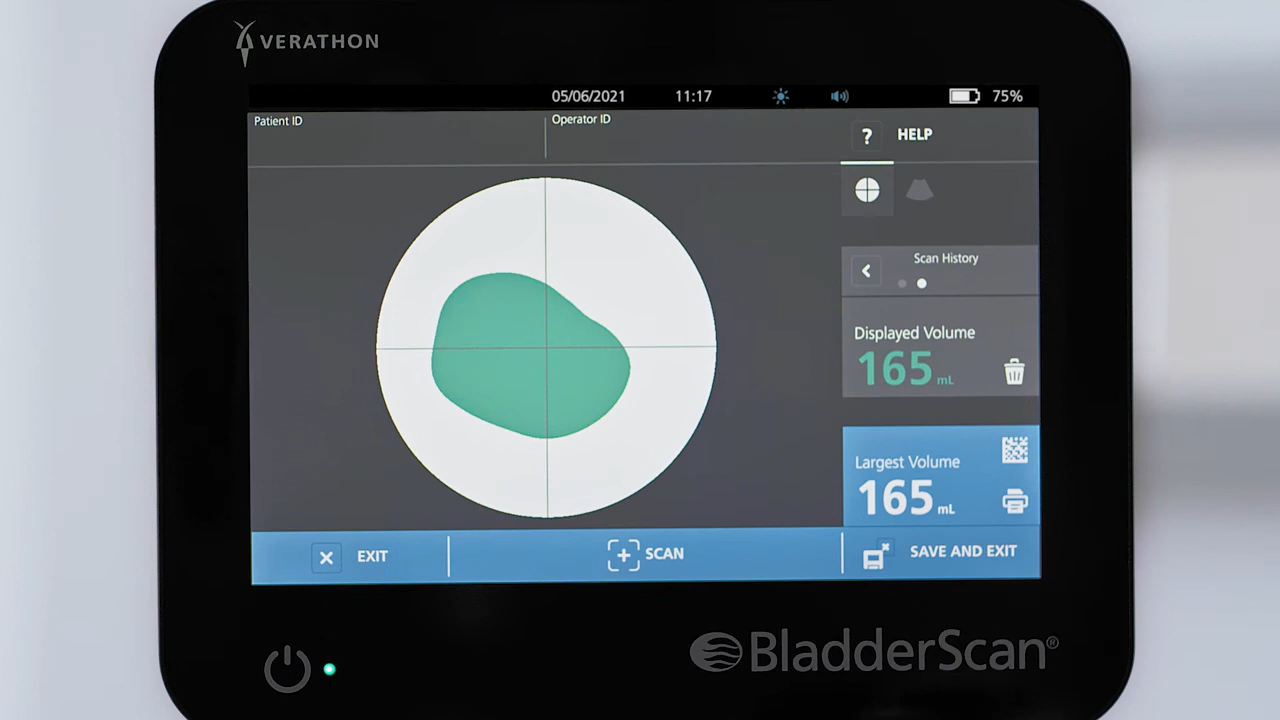 VERATHON
05/06/2021 11:17 75%
Patient ID
Operator ID
? HELP
Scan History
Displayed Volume
165 mL
Largest Volume
165 mL
EXIT
SCAN
SAVE AND EXIT
BladderScan®